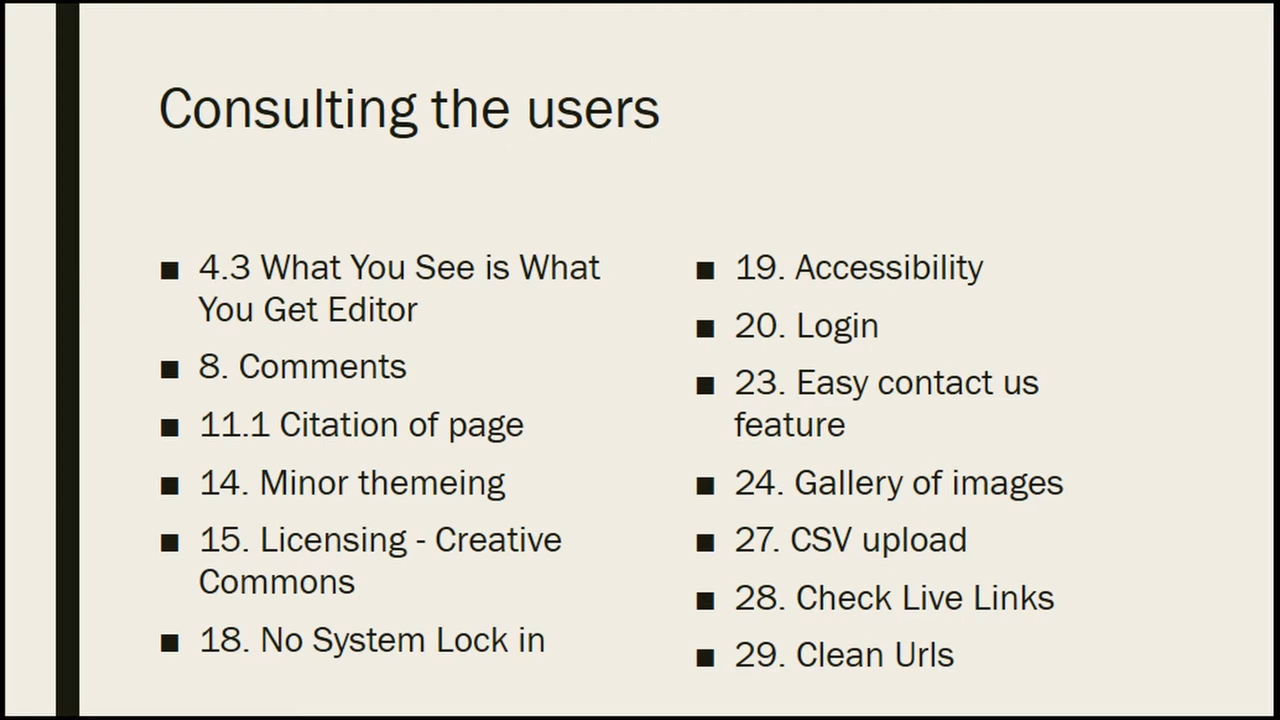 Consulting the users
■ 4.3 What You See is What
You Get Editor
■ 8. Comments
■ 11.1 Citation of page
■ 14. Minor themeing
■ 15. Licensing - Creative
Commons
■ 18. No System Lock in
■ 19. Accessibility
■ 20. Login
■ 23. Easy contact us
feature
■ 24. Gallery of images
■ 27. CSV upload
■ 28. Check Live Links
■ 29. Clean Urls